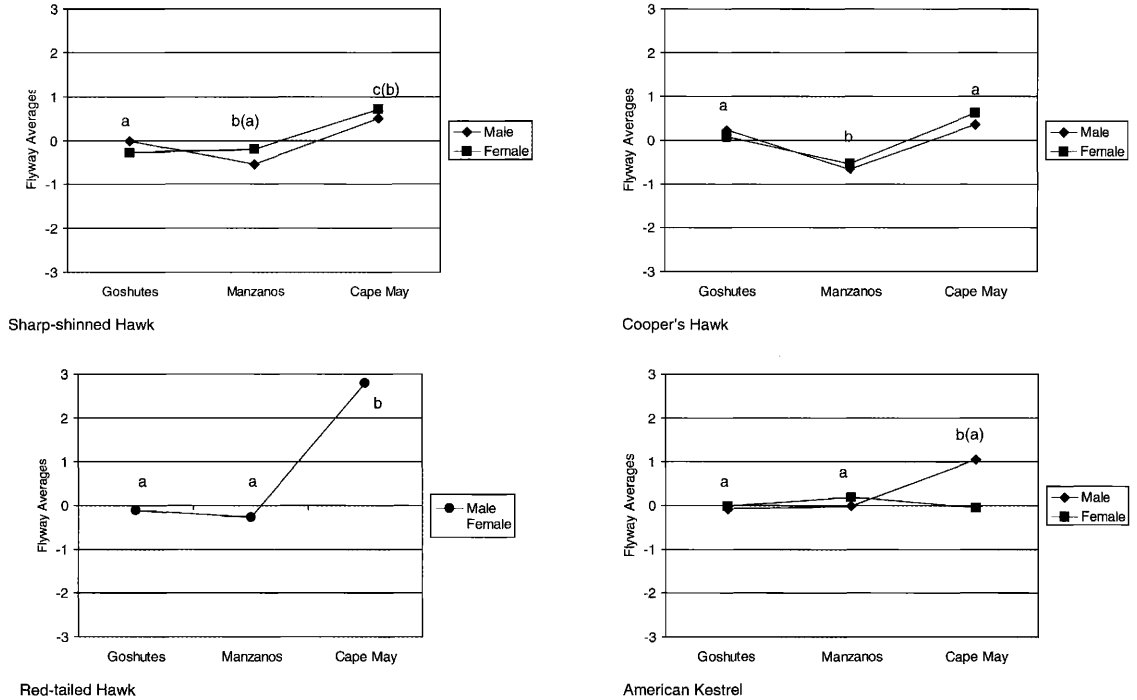 3
2
1
0
-1
-2
-3
Flyway Averages
a
b(a)
c(b)
Male
Female
Goshutes
Manzanos
Cape May
Sharp-shinned Hawk
3
2
1
0
-1
-2
-3
Flyway Averages
a
b
a
Male
Female
Goshutes
Manzanos
Cape May
Cooper's Hawk
3
2
1
0
-1
-2
-3
Flyway Averages
a
a
b
Male
Female
Goshutes
Manzanos
Cape May
Red-tailed Hawk
3
2
1
0
-1
-2
-3
Flyway Averages
a
a
b(a)
Male
Female
Goshutes
Manzanos
Cape May
American Kestrel